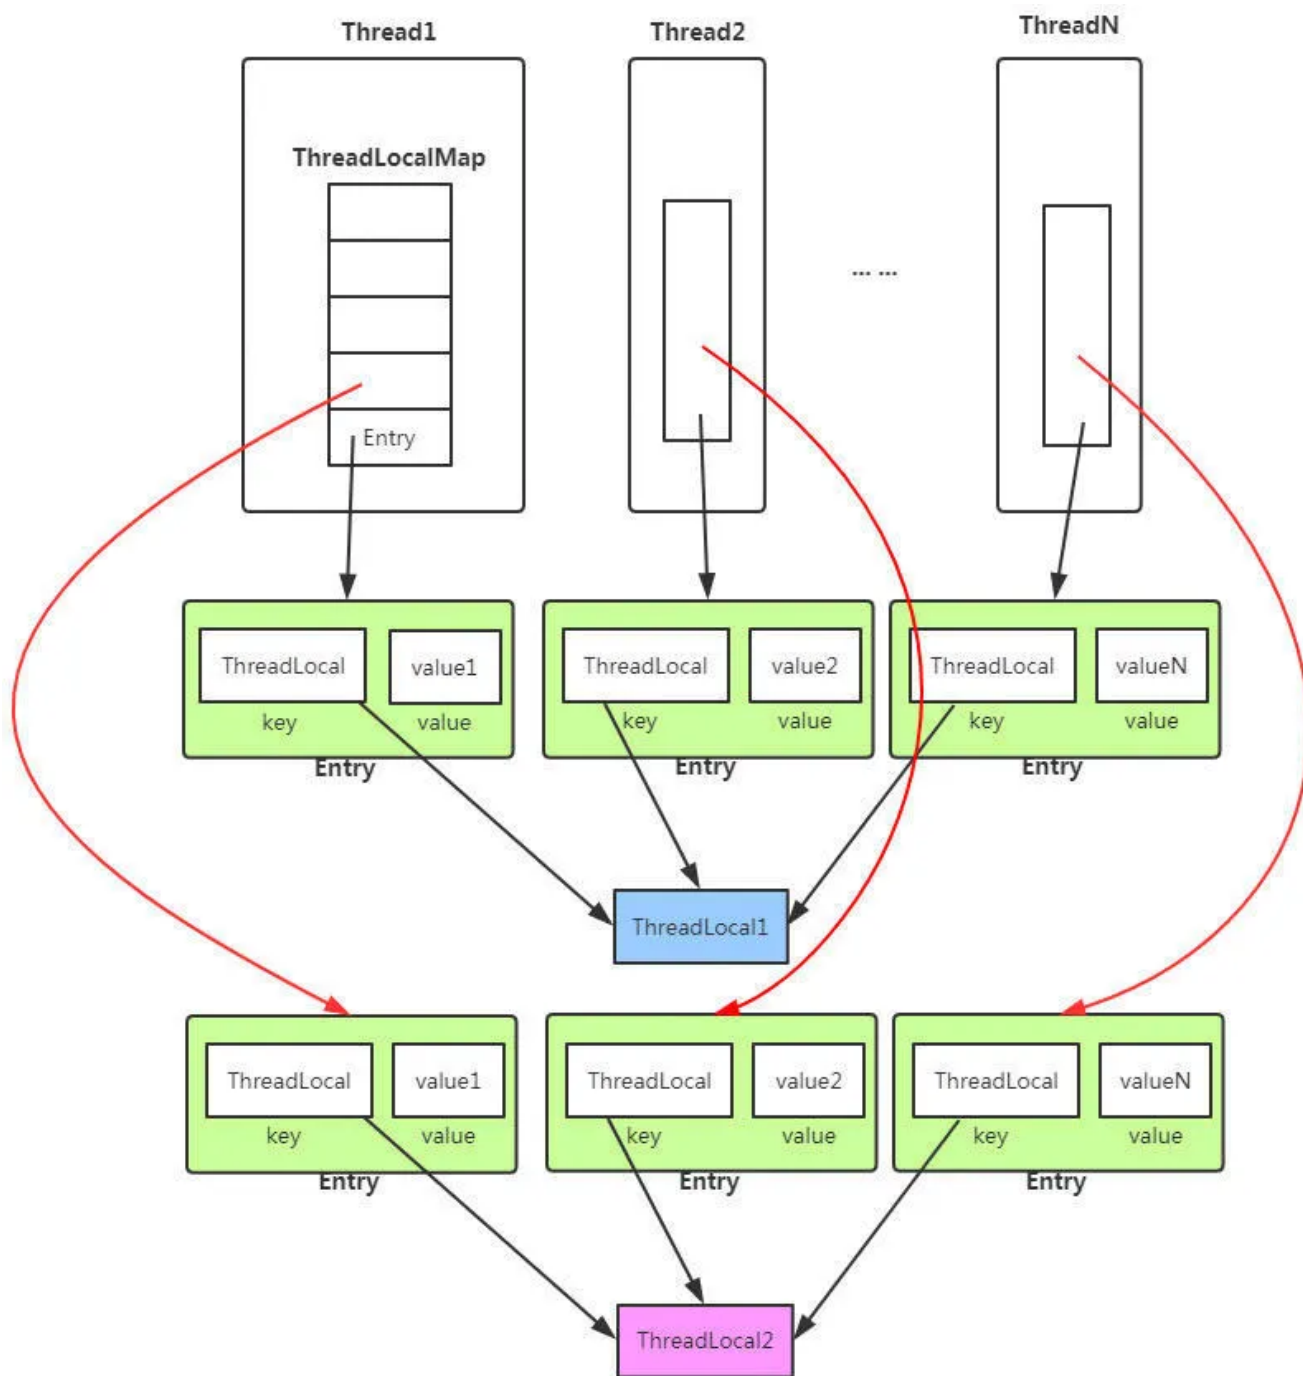 Thread1 Thread2 ThreadN
ThreadLocalMap
... ...
Entry
ThreadLocal value1 ThreadLocal value2 ThreadLocal valueN
key value key value key value
Entry Entry Entry
ThreadLocal1
ThreadLocal value1 ThreadLocal value2 ThreadLocal valueN
key value key value key value
Entry Entry Entry
ThreadLocal2